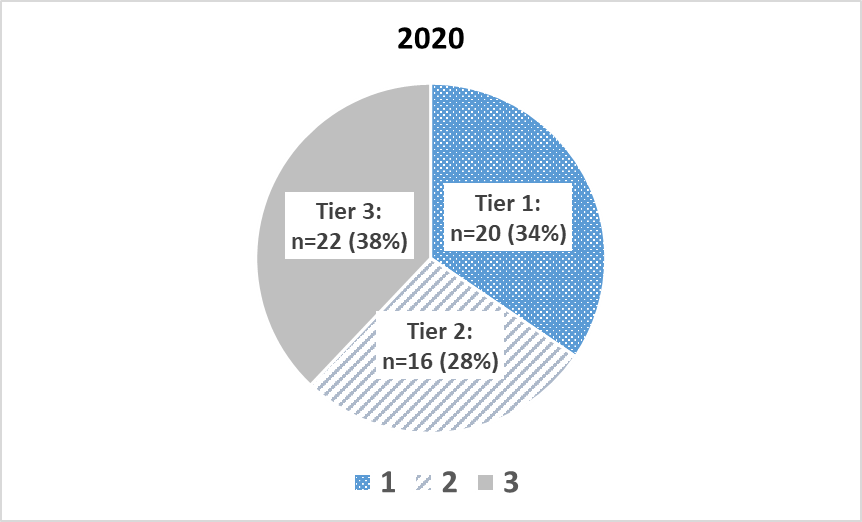 2020
Tier 3:
n=22 (38%)
Tier 1:
n=20 (34%)
Tier 2:
n=16 (28%)
1 2 3